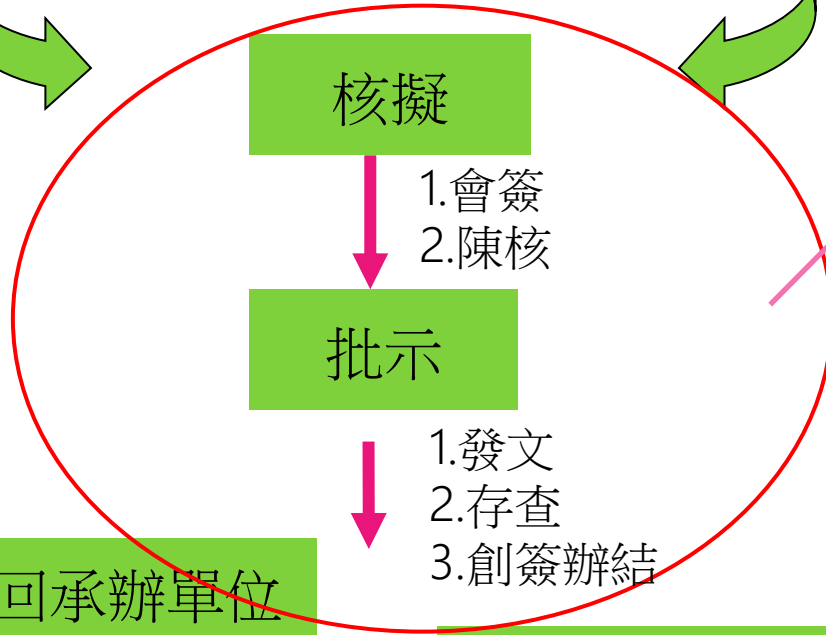 核擬
1.會簽
2.陳核
批示
1.發文
2.存查
3.創簽辦結
回承辦單位